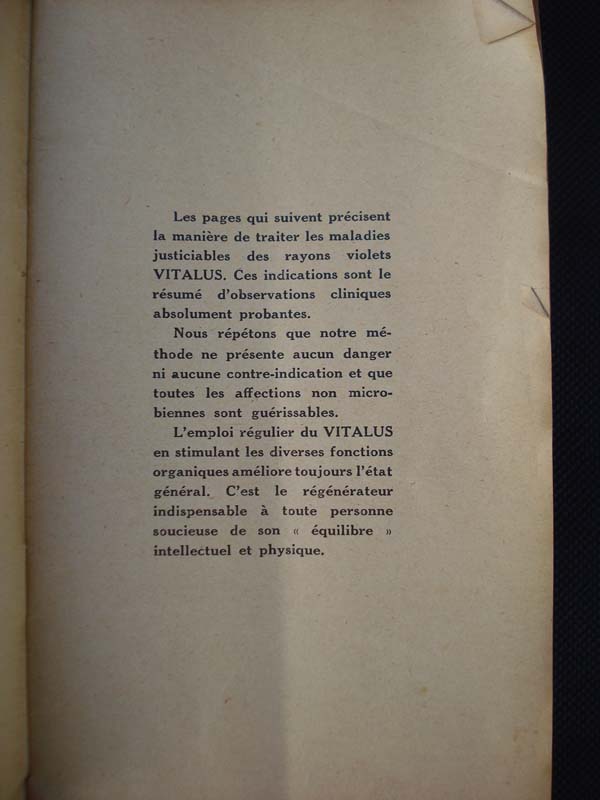 Les pages qui suivent précisent
la manière de traiter les maladies
justiciables des rayons violets
VITALUS. Ces indications sont le
résumé d'observations cliniques
absolument probantes.
Nous répétons que notre mé-
thode ne présente aucun danger
ni aucune contre-indication et que
toutes les affections non micro-
biennes sont guérissables.
L'emploi régulier du VITALUS
en stimulant les diverses fonctions
organiques améliore toujours l'état
général. C'est le régénérateur
indispensable à toute personne
soucieuse de son « équilibre »
intellectuel et physique.